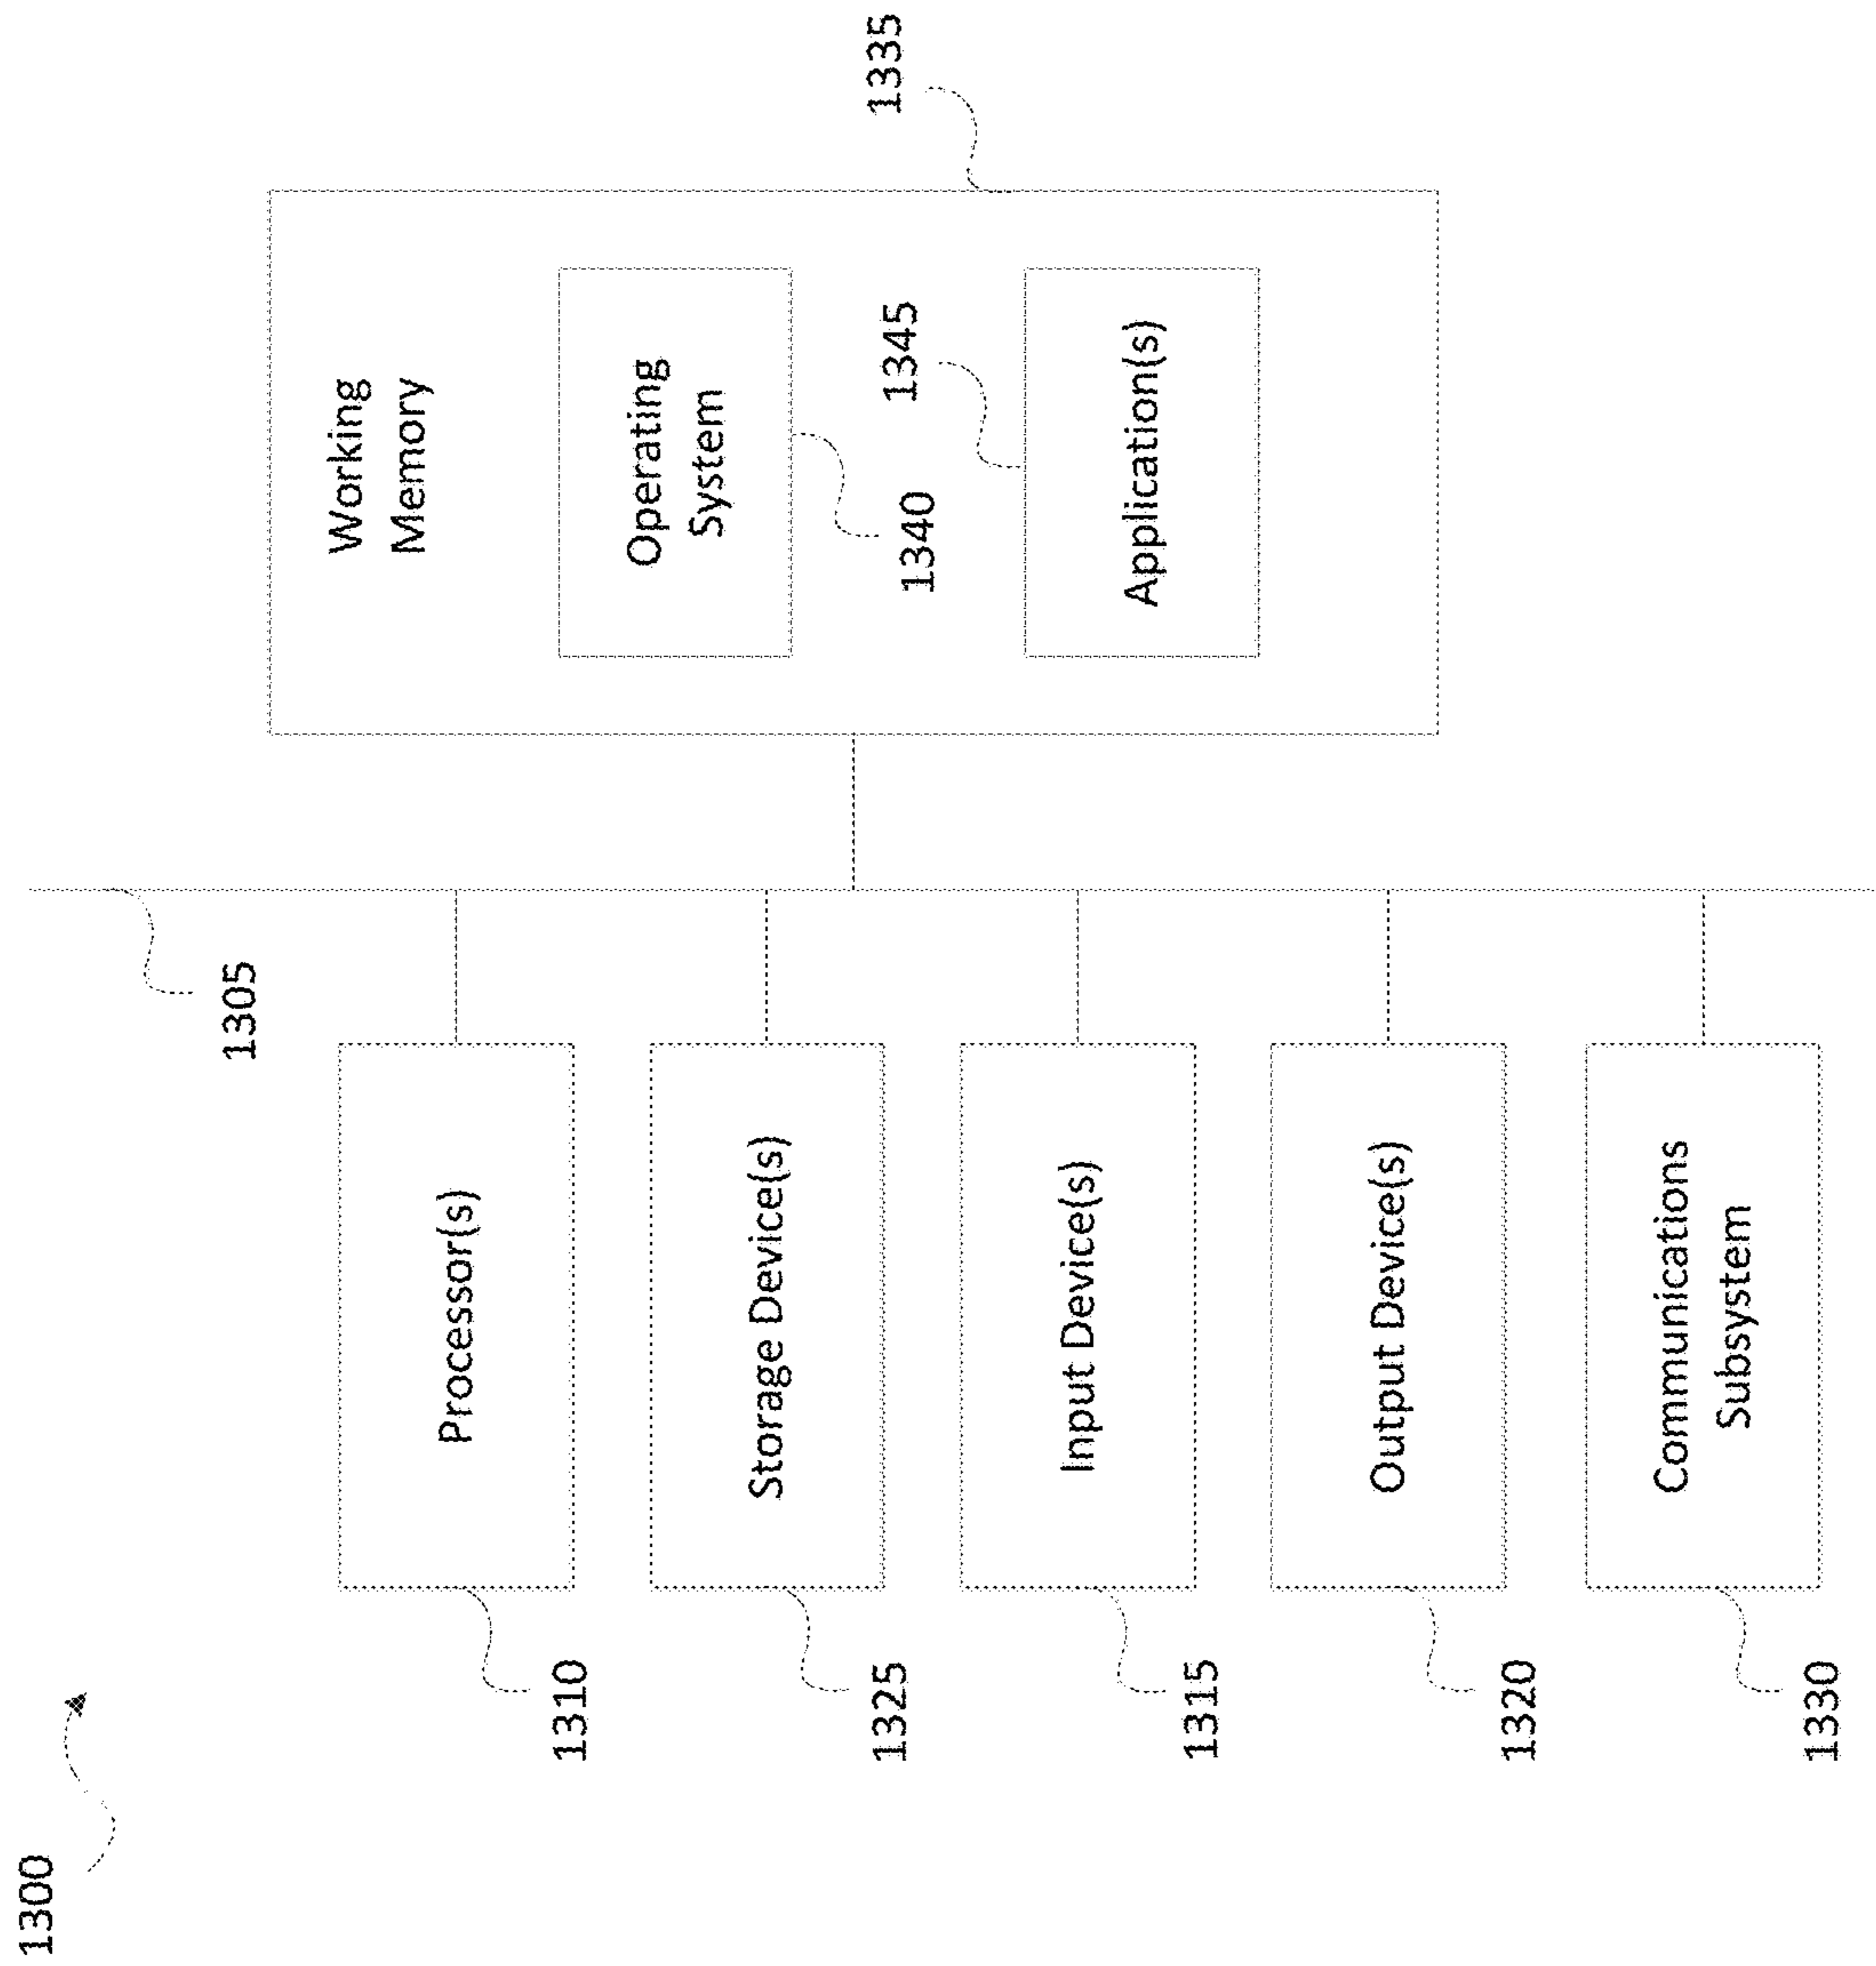 1300
1305
Processor(s)
1310
Storage Device(s)
1325
Input Device(s)
1315
Output Device(s)
1320
Communications
Subsystem
1330
Working
Memory
Operating
System
1340
1345
Application(s)
1335